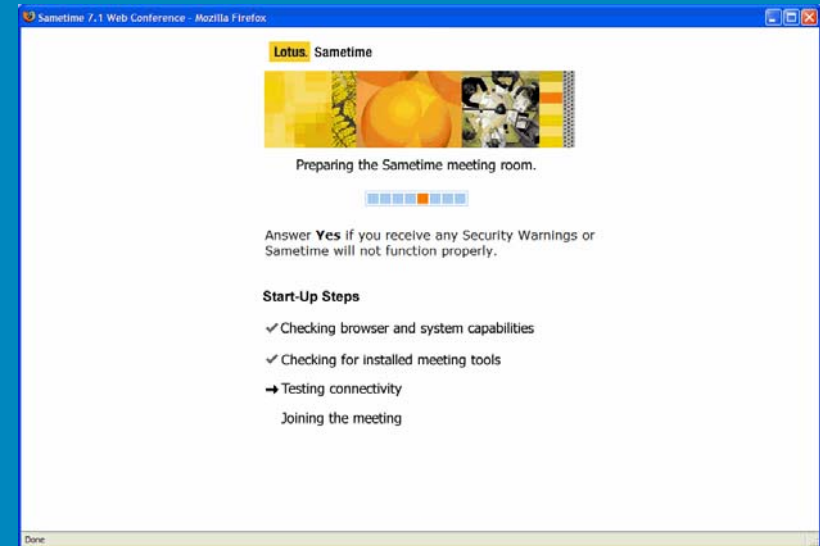 Sametime 7.1 Web Conference - Mozilla Firefox
Lotus. Sametime
Preparing the Sametime meeting room.
Answer Yes if you receive any Security Warnings or
Sametime will not function properly.
Start-Up Steps
Checking browser and system capabilities
Checking for installed meeting tools
Testing connectivity
Joining the meeting
Done